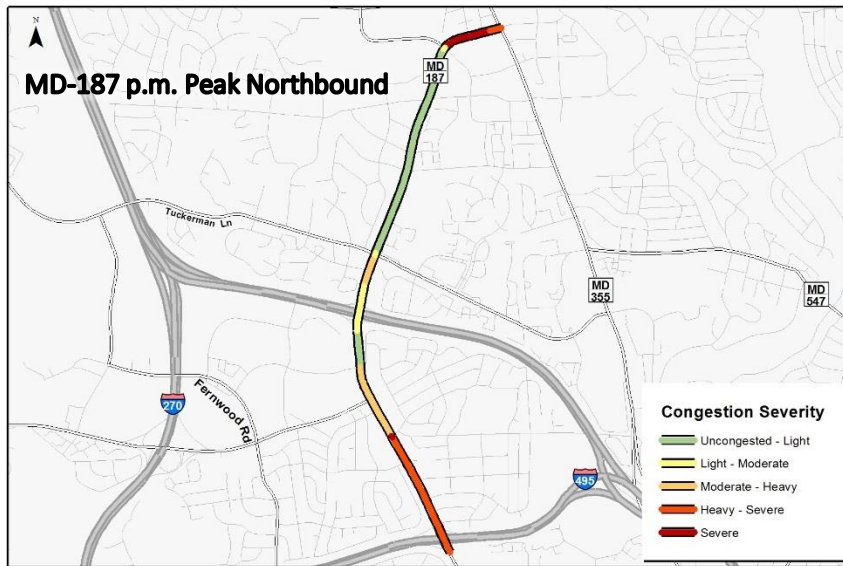 N
MD-187 p.m. Peak Northbound
MD
187
Tuckerman Ln
MD
355
MD
547
Fernwood Rd
270
495
Congestion Severity
Uncongested - Light
Light - Moderate
Moderate - Heavy
Heavy - Severe
Severe